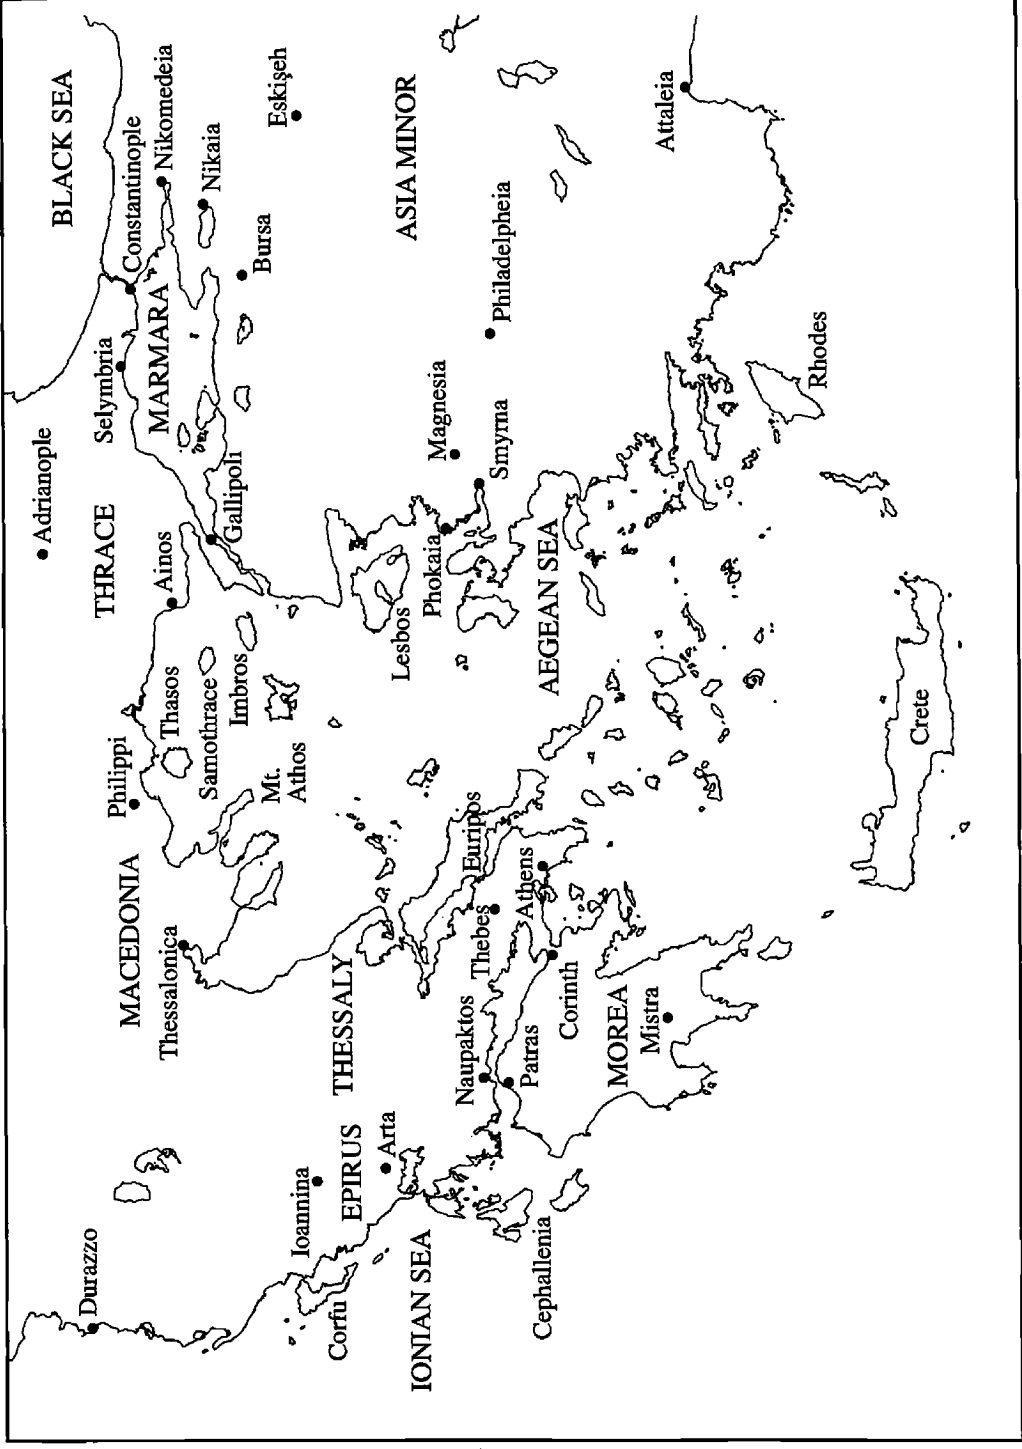 BLACK SEA
Constantinople
Nikomedeia
Nikaia
Eskişeh
Bursa
Selymbria
MARMARA
Adrianople
THRACE
Gallipoli
Ainos
ASIA MINOR
Philadelpheia
Attaleia
Magnesia
Smyrna
Phokaia
Lesbos
AEGEAN SEA
Rhodes
Imbros
Samothrace
Thasos
Philippi
Mt.
Athos
MACEDONIA
Thessalonica
THESSALY
Euripos
Athens
Thebes
Corinth
Naupaktos
Patras
MOREA
Mistra
Crete
Durazzo
Ioannina
EPIRUS
Arta
Corfu
IONIAN SEA
Cephallenia